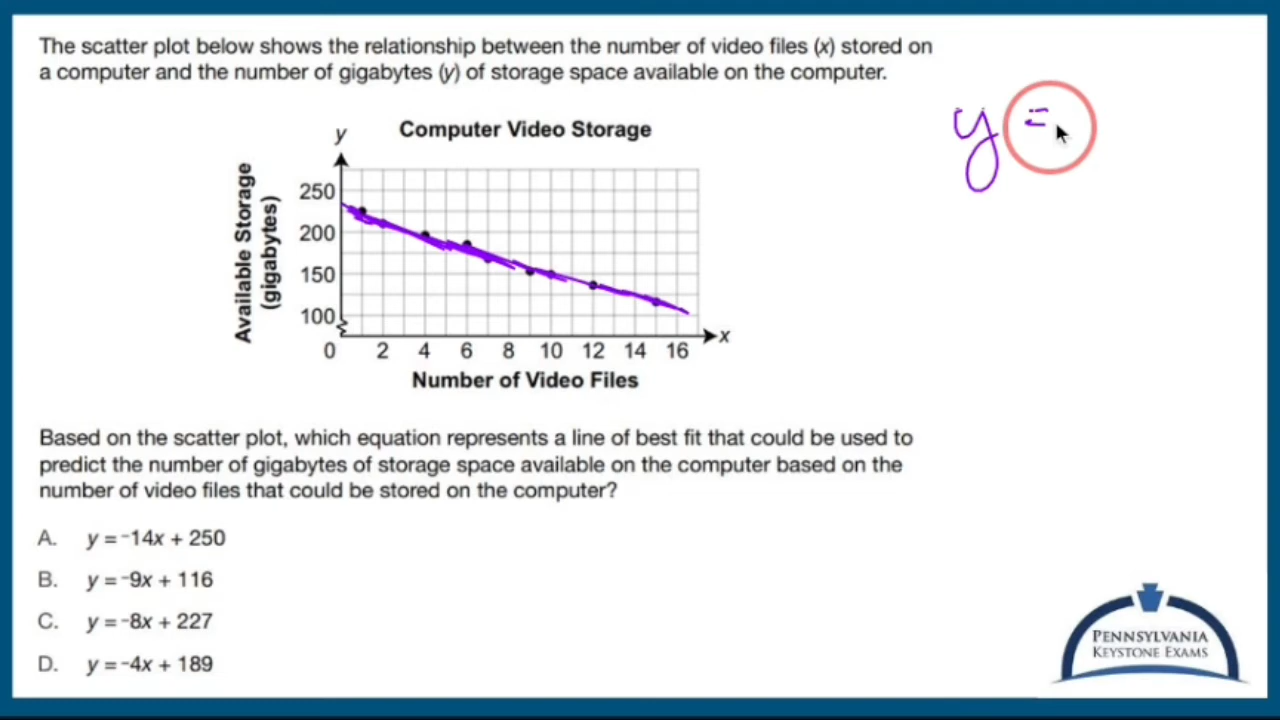 The scatter plot below shows the relationship between the number of video files (x) stored on
a computer and the number of gigabytes (y) of storage space available on the computer.
y =
y
Computer Video Storage
Available Storage
(gigabytes)
250
200
150
100
0 2 4 6 8 10 12 14 16
x
Number of Video Files
Based on the scatter plot, which equation represents a line of best fit that could be used to
predict the number of gigabytes of storage space available on the computer based on the
number of video files that could be stored on the computer?
A. y = ⁻14x + 250
B. y = ⁻9x + 116
C. y = ⁻8x + 227
D. y = ⁻4x + 189
PENNSYLVANIA
KEYSTONE EXAMS